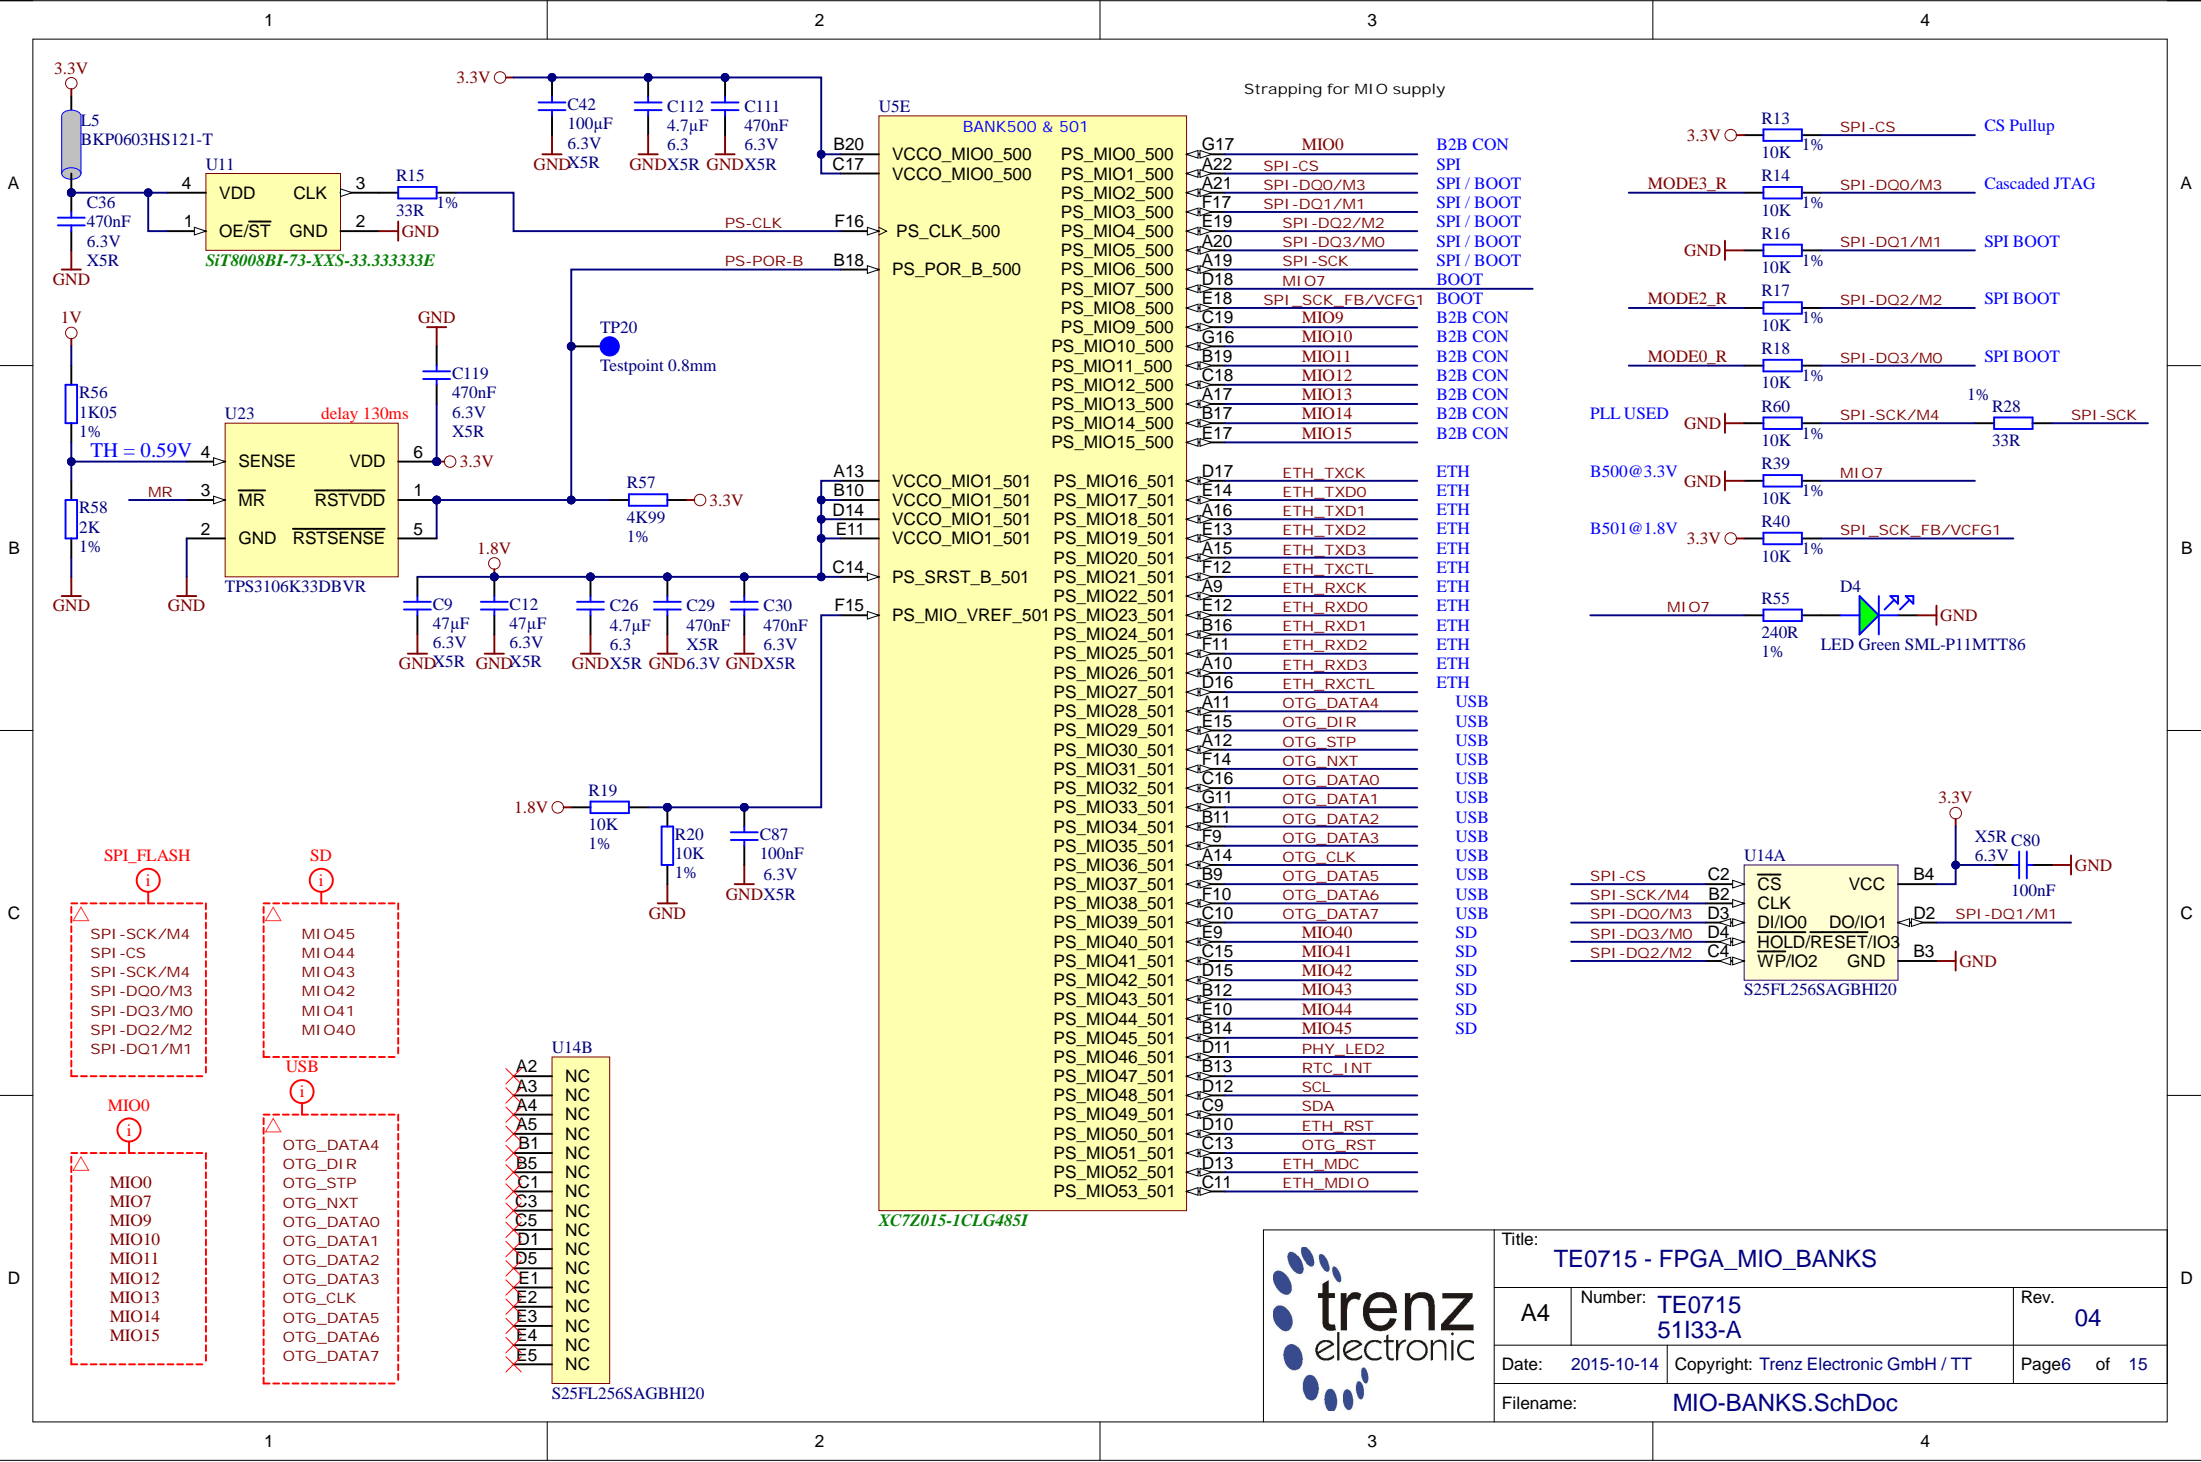 1 2 3 4
A
B
C
D
3.3V
L5
BKP0603HS121-T
U11
4 VDD CLK 3
1 OE/ST GND 2
SiT8008BI-73-XXS-33.333333E
C36
470nF
6.3V
X5R
GND
R15
33R
1%
GND
3.3V
C42
100µF
6.3V
X5R
GND
C112
4.7µF
6.3
X5R
GND
C111
470nF
6.3V
X5R
GND
PS-CLK
PS-POR-B
TP20
Testpoint 0.8mm
1V
R56
1K05
1%
TH = 0.59V
MR
R58
2K
1%
GND
GND
U23
delay 130ms
4 SENSE VDD 6
3 MR RSTVDD 1
2 GND RSTSENSE 5
TPS3106K33DBVR
GND
C119
470nF
6.3V
X5R
3.3V
R57
4K99
1%
3.3V
1.8V
C9
47µF
6.3V
X5R
GND
C12
47µF
6.3V
X5R
GND
C26
4.7µF
6.3
X5R
GND
C29
470nF
X5R
6.3V
GND
C30
470nF
6.3V
X5R
GND
1.8V
R19
10K
1%
R20
10K
1%
GND
C87
100nF
6.3V
X5R
GND
U5E
BANK500 & 501
B20 VCCO_MIO0_500
C17 VCCO_MIO0_500
F16 PS_CLK_500
B18 PS_POR_B_500
A13 VCCO_MIO1_501
B10 VCCO_MIO1_501
D14 VCCO_MIO1_501
E11 VCCO_MIO1_501
C14 PS_SRST_B_501
F15 PS_MIO_VREF_501
Strapping for MIO supply
PS_MIO0_500 G17 MIO0 B2B CON
PS_MIO1_500 A22 SPI-CS SPI
PS_MIO2_500 A21 SPI-DQ0/M3 SPI / BOOT
PS_MIO3_500 F17 SPI-DQ1/M1 SPI / BOOT
PS_MIO4_500 E19 SPI-DQ2/M2 SPI / BOOT
PS_MIO5_500 A20 SPI-DQ3/M0 SPI / BOOT
PS_MIO6_500 A19 SPI-SCK SPI / BOOT
PS_MIO7_500 D18 MIO7 BOOT
PS_MIO8_500 E18 SPI_SCK_FB/VCFG1 BOOT
PS_MIO9_500 C19 MIO9 B2B CON
PS_MIO10_500 G16 MIO10 B2B CON
PS_MIO11_500 B19 MIO11 B2B CON
PS_MIO12_500 C18 MIO12 B2B CON
PS_MIO13_500 A17 MIO13 B2B CON
PS_MIO14_500 B17 MIO14 B2B CON
PS_MIO15_500 E17 MIO15 B2B CON
PS_MIO16_501 D17 ETH_TXCK ETH
PS_MIO17_501 E14 ETH_TXD0 ETH
PS_MIO18_501 A16 ETH_TXD1 ETH
PS_MIO19_501 E13 ETH_TXD2 ETH
PS_MIO20_501 A15 ETH_TXD3 ETH
PS_MIO21_501 F12 ETH_TXCTL ETH
PS_MIO22_501 A9 ETH_RXCK ETH
PS_MIO23_501 E12 ETH_RXD0 ETH
PS_MIO24_501 B16 ETH_RXD1 ETH
PS_MIO25_501 F11 ETH_RXD2 ETH
PS_MIO26_501 A10 ETH_RXD3 ETH
PS_MIO27_501 D16 ETH_RXCTL ETH
PS_MIO28_501 A11 OTG_DATA4 USB
PS_MIO29_501 E15 OTG_DIR USB
PS_MIO30_501 A12 OTG_STP USB
PS_MIO31_501 F14 OTG_NXT USB
PS_MIO32_501 C16 OTG_DATA0 USB
PS_MIO33_501 G11 OTG_DATA1 USB
PS_MIO34_501 B11 OTG_DATA2 USB
PS_MIO35_501 F9 OTG_DATA3 USB
PS_MIO36_501 A14 OTG_CLK USB
PS_MIO37_501 B9 OTG_DATA5 USB
PS_MIO38_501 F10 OTG_DATA6 USB
PS_MIO39_501 C10 OTG_DATA7 USB
PS_MIO40_501 E9 MIO40 SD
PS_MIO41_501 C15 MIO41 SD
PS_MIO42_501 D15 MIO42 SD
PS_MIO43_501 B12 MIO43 SD
PS_MIO44_501 E10 MIO44 SD
PS_MIO45_501 B14 MIO45 SD
PS_MIO46_501 D11 PHY_LED2
PS_MIO47_501 B13 RTC_INT
PS_MIO48_501 D12 SCL
PS_MIO49_501 C9 SDA
PS_MIO50_501 D10 ETH_RST
PS_MIO51_501 C13 OTG_RST
PS_MIO52_501 D13 ETH_MDC
PS_MIO53_501 C11 ETH_MDIO
XC7Z015-1CLG485I
3.3V R13 10K 1% SPI-CS CS Pullup
MODE3_R R14 10K 1% SPI-DQ0/M3 Cascaded JTAG
GND R16 10K 1% SPI-DQ1/M1 SPI BOOT
MODE2_R R17 10K 1% SPI-DQ2/M2 SPI BOOT
MODE0_R R18 10K 1% SPI-DQ3/M0 SPI BOOT
PLL USED GND R60 10K 1% SPI-SCK/M4 1% R28 33R SPI-SCK
B500@3.3V GND R39 10K 1% MIO7
B501@1.8V 3.3V R40 10K 1% SPI_SCK_FB/VCFG1
MIO7 R55 240R 1% D4 GND
LED Green SML-P11MTT86
3.3V
X5R C80
6.3V
100nF
GND
U14A
SPI-CS C2 CS VCC B4
SPI-SCK/M4 B2 CLK
SPI-DQ0/M3 D3 DI/IO0 DO/IO1 D2 SPI-DQ1/M1
SPI-DQ3/M0 D4 HOLD/RESET/IO3
SPI-DQ2/M2 C4 WP/IO2 GND B3 GND
S25FL256SAGBHI20
SPI_FLASH
i
SPI-SCK/M4
SPI-CS
SPI-SCK/M4
SPI-DQ0/M3
SPI-DQ3/M0
SPI-DQ2/M2
SPI-DQ1/M1
SD
i
MIO45
MIO44
MIO43
MIO42
MIO41
MIO40
MIO0
i
MIO0
MIO7
MIO9
MIO10
MIO11
MIO12
MIO13
MIO14
MIO15
USB
i
OTG_DATA4
OTG_DIR
OTG_STP
OTG_NXT
OTG_DATA0
OTG_DATA1
OTG_DATA2
OTG_DATA3
OTG_CLK
OTG_DATA5
OTG_DATA6
OTG_DATA7
U14B
A2 NC
A3 NC
A4 NC
A5 NC
B1 NC
B5 NC
C1 NC
C3 NC
C5 NC
D1 NC
D5 NC
E1 NC
E2 NC
E3 NC
E4 NC
E5 NC
S25FL256SAGBHI20
trenz
electronic
Title:
TE0715 - FPGA_MIO_BANKS
A4
Number: TE0715
51I33-A
Rev.
04
Date: 2015-10-14
Copyright: Trenz Electronic GmbH / TT
Page6 of 15
Filename: MIO-BANKS.SchDoc
A
B
C
D
1 2 3 4